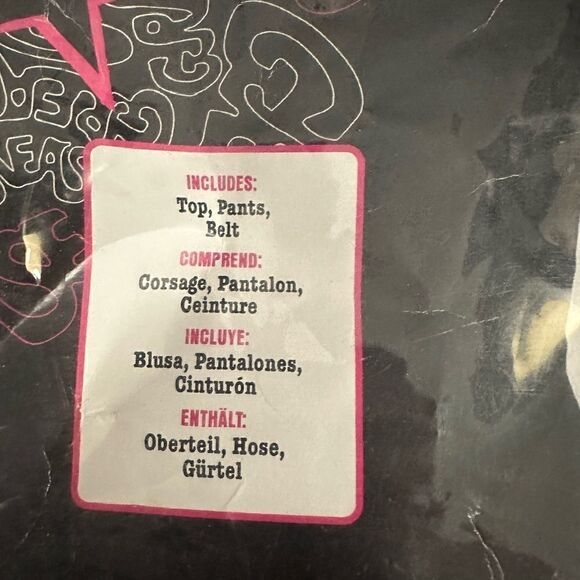 INCLUDES:
Top, Pants,
Belt
COMPREND:
Corsage, Pantalon,
Ceinture
INCLUYE:
Blusa, Pantalones,
Cinturón
ENTHÄLT:
Oberteil, Hose,
Gürtel